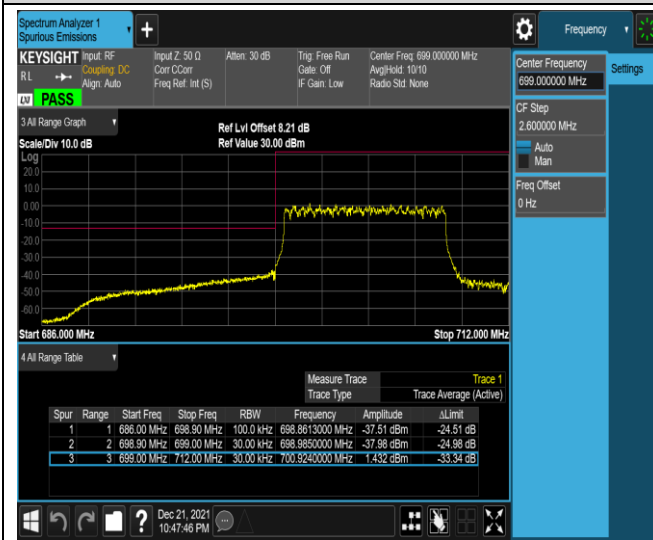 Spectrum Analyzer 1
Spurious Emissions
+
Frequency
KEYSIGHT
Input: RF
Input Z: 50 Ω
Atten: 30 dB
Trig: Free Run
Center Freq: 699.000000 MHz
RL
Coupling: DC
Corr CCorr
Gate: Off
Avg|Hold: 10/10
Align: Auto
Freq Ref: Int (S)
IF Gain: Low
Radio Std: None
LXI
PASS
Center Frequency
699.000000 MHz
Settings
CF Step
2.600000 MHz
Auto
Man
Freq Offset
0 Hz
3 All Range Graph
Ref Lvl Offset 8.21 dB
Scale/Div 10.0 dB
Ref Value 30.00 dBm
Log
20.0
10.0
0.00
-10.0
-20.0
-30.0
-40.0
-50.0
-60.0
Start 686.000 MHz
Stop 712.000 MHz
4 All Range Table
Measure Trace Trace 1
Trace Type Trace Average (Active)
Spur Range Start Freq Stop Freq RBW Frequency Amplitude ΔLimit
1 1 686.00 MHz 698.90 MHz 100.0 kHz 698.8613000 MHz -37.51 dBm -24.51 dB
2 2 698.90 MHz 699.00 MHz 30.00 kHz 698.9850000 MHz -37.98 dBm -24.98 dB
3 3 699.00 MHz 712.00 MHz 30.00 kHz 700.9240000 MHz 1.432 dBm -33.34 dB
?
Dec 21, 2021
10:47:46 PM